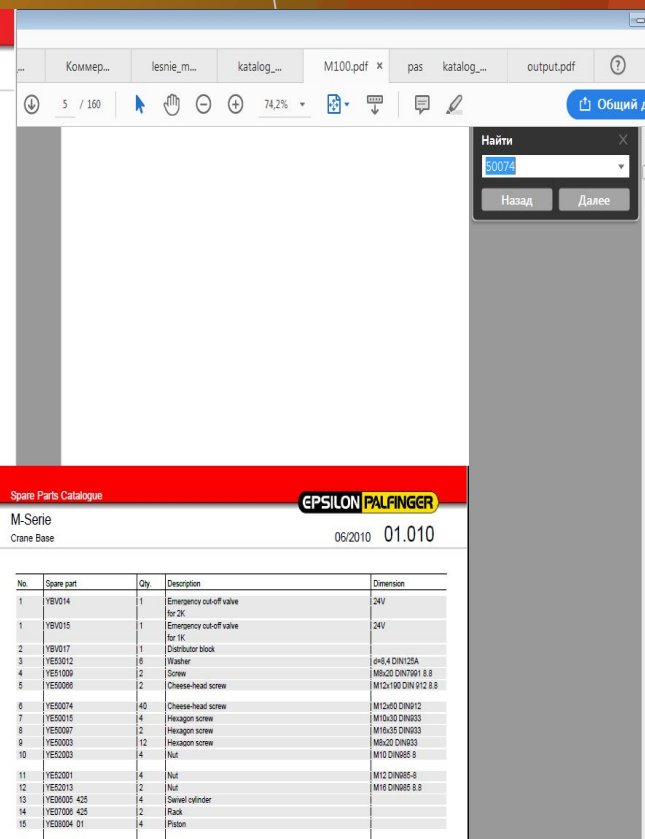 ...
Коммер...
lesnie_m...
katalog_...
M100.pdf ×
pas
katalog_...
output.pdf
?
5 / 160
74,2%
Общий д
Найти X
50074
Назад Далее
Spare Parts Catalogue
EPSILON PALFINGER
M-Serie
Crane Base
06/2010 01.010
No. Spare part Qty. Description Dimension
1 YBV014 1 Emergency cut-off valve 24V
for 2K
1 YBV015 1 Emergency cut-off valve 24V
for 1K
2 YBV017 1 Distributor block
3 YE53012 6 Washer d=8,4 DIN125A
4 YE51009 2 Screw M8x20 DIN7991 8.8
5 YE50066 2 Cheese-head screw M12x190 DIN 912 8.8
6 YE50074 40 Cheese-head screw M12x60 DIN912
7 YE50015 4 Hexagon screw M10x30 DIN933
8 YE50097 2 Hexagon screw M16x35 DIN933
9 YE50003 12 Hexagon screw M8x20 DIN933
10 YE52003 4 Nut M10 DIN985 8
11 YE52001 4 Nut M12 DIN985-8
12 YE52013 2 Nut M16 DIN985 8.8
13 YE06005 425 4 Swivel cylinder
14 YE07006 425 2 Rack
15 YE08004 01 4 Piston